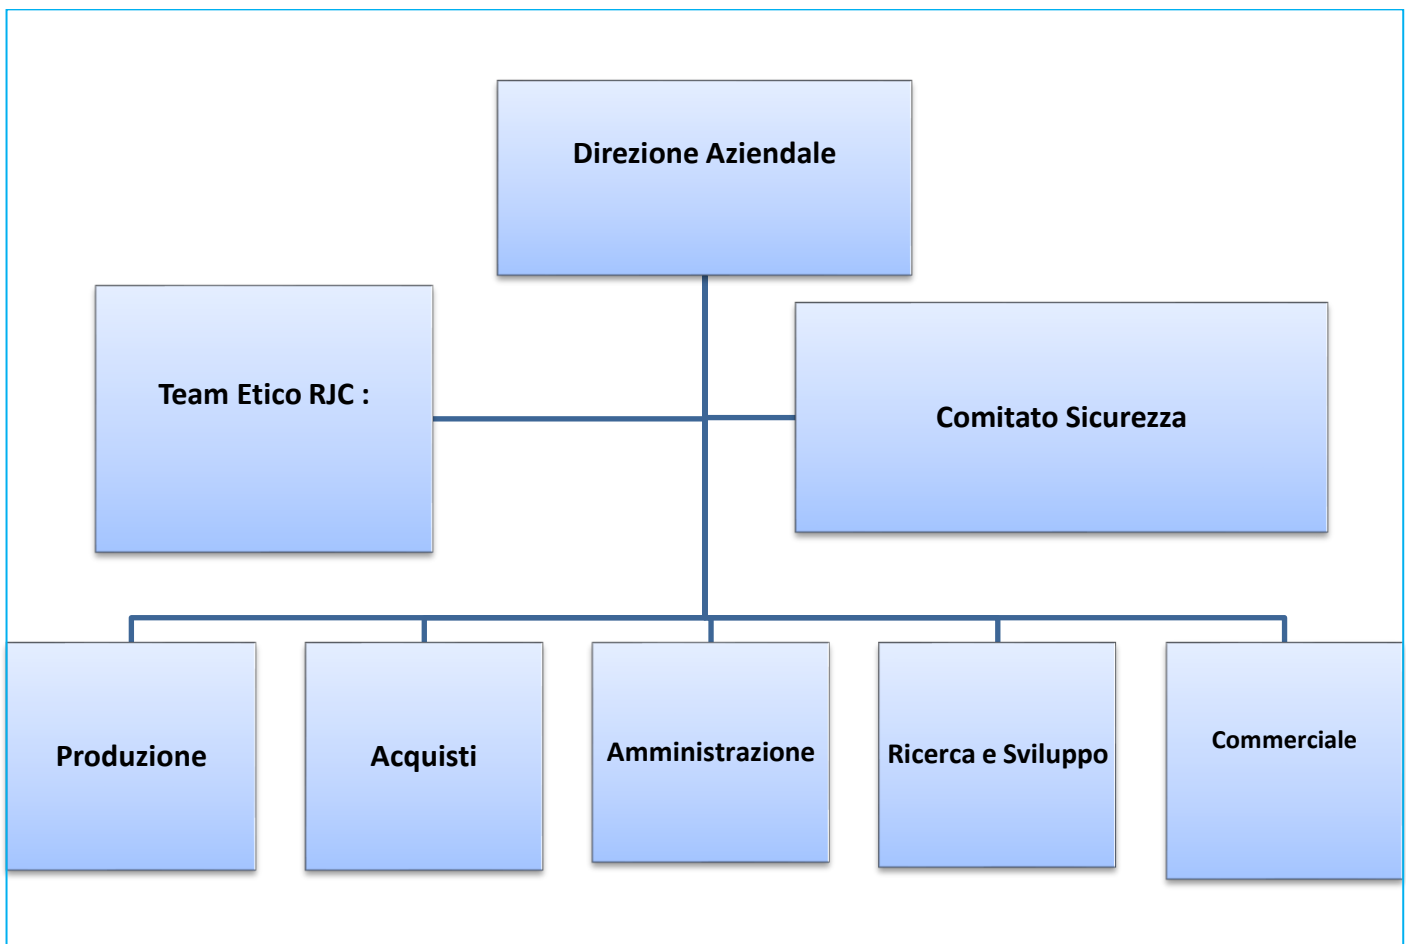 Direzione Aziendale
Team Etico RJC :
Comitato Sicurezza
Produzione
Acquisti
Amministrazione
Ricerca e Sviluppo
Commerciale